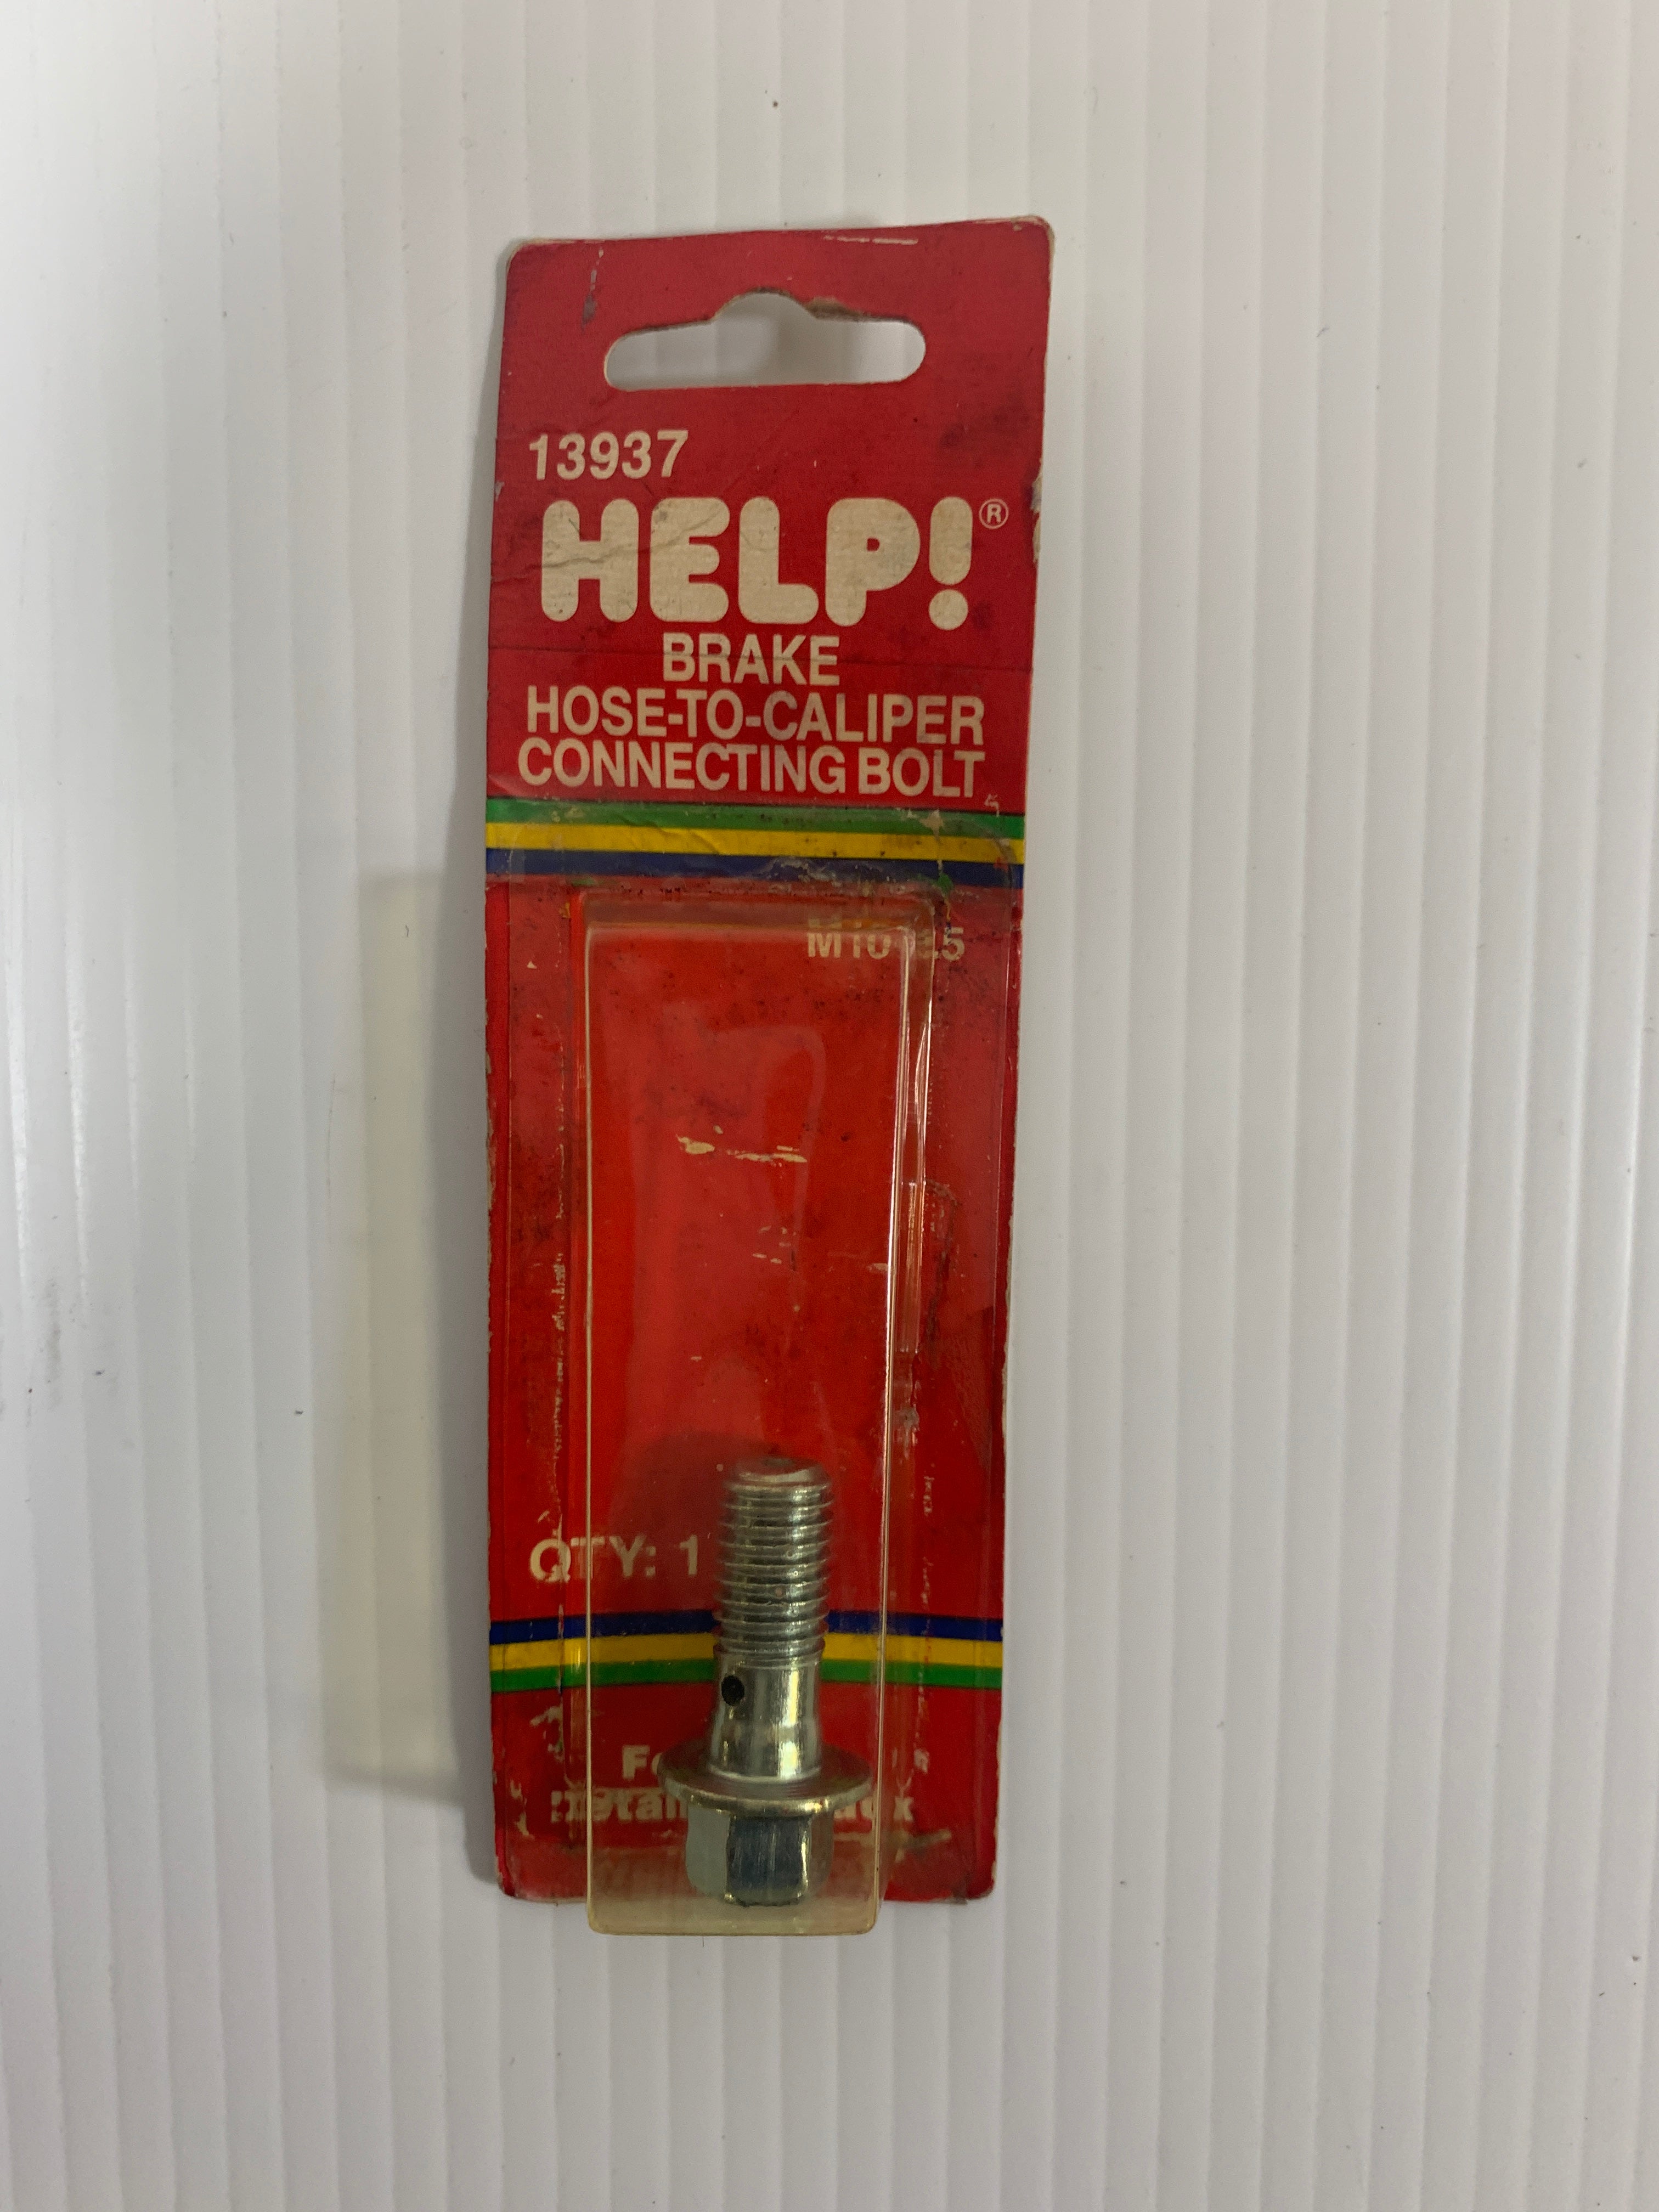 13937
HELP!®
BRAKE
HOSE-TO-CALIPER
CONNECTING BOLT
QTY: 1